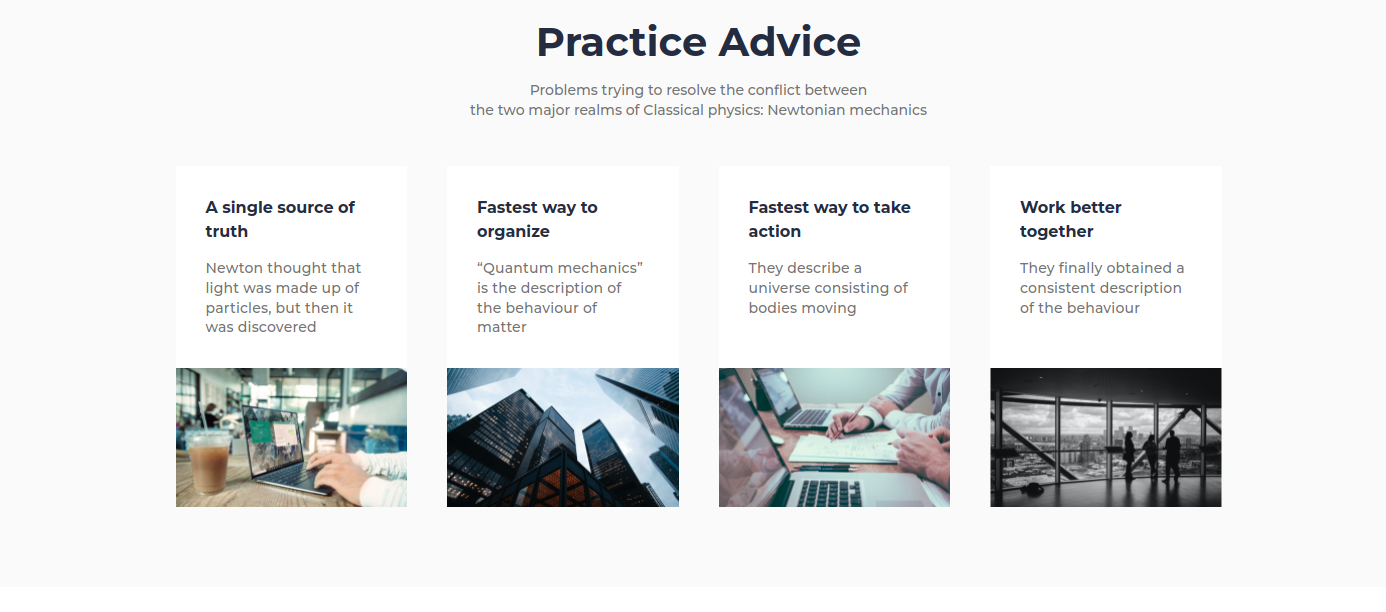 Practice Advice
Problems trying to resolve the conflict between
the two major realms of Classical physics: Newtonian mechanics
A single source of
truth
Newton thought that
light was made up of
particles, but then it
was discovered
Fastest way to
organize
“Quantum mechanics”
is the description of
the behaviour of
matter
Fastest way to take
action
They describe a
universe consisting of
bodies moving
Work better
together
They finally obtained a
consistent description
of the behaviour